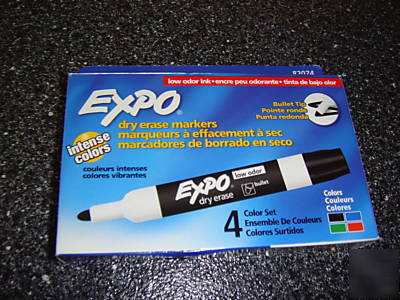 82074
low odor ink • encre peu odorante • tinta de bajo olor
EXPO
Bullet Tip
Pointe ronde
Punta redonda
dry erase markers
marqueurs à effacement à sec
marcadores de borrado en seco
intense
colors
couleurs intenses
colores vibrantes
EXPO low odor
dry erase Bullet
4 Color Set
Ensemble De Couleurs
Colores Surtidos
Colors
Couleurs
Colores